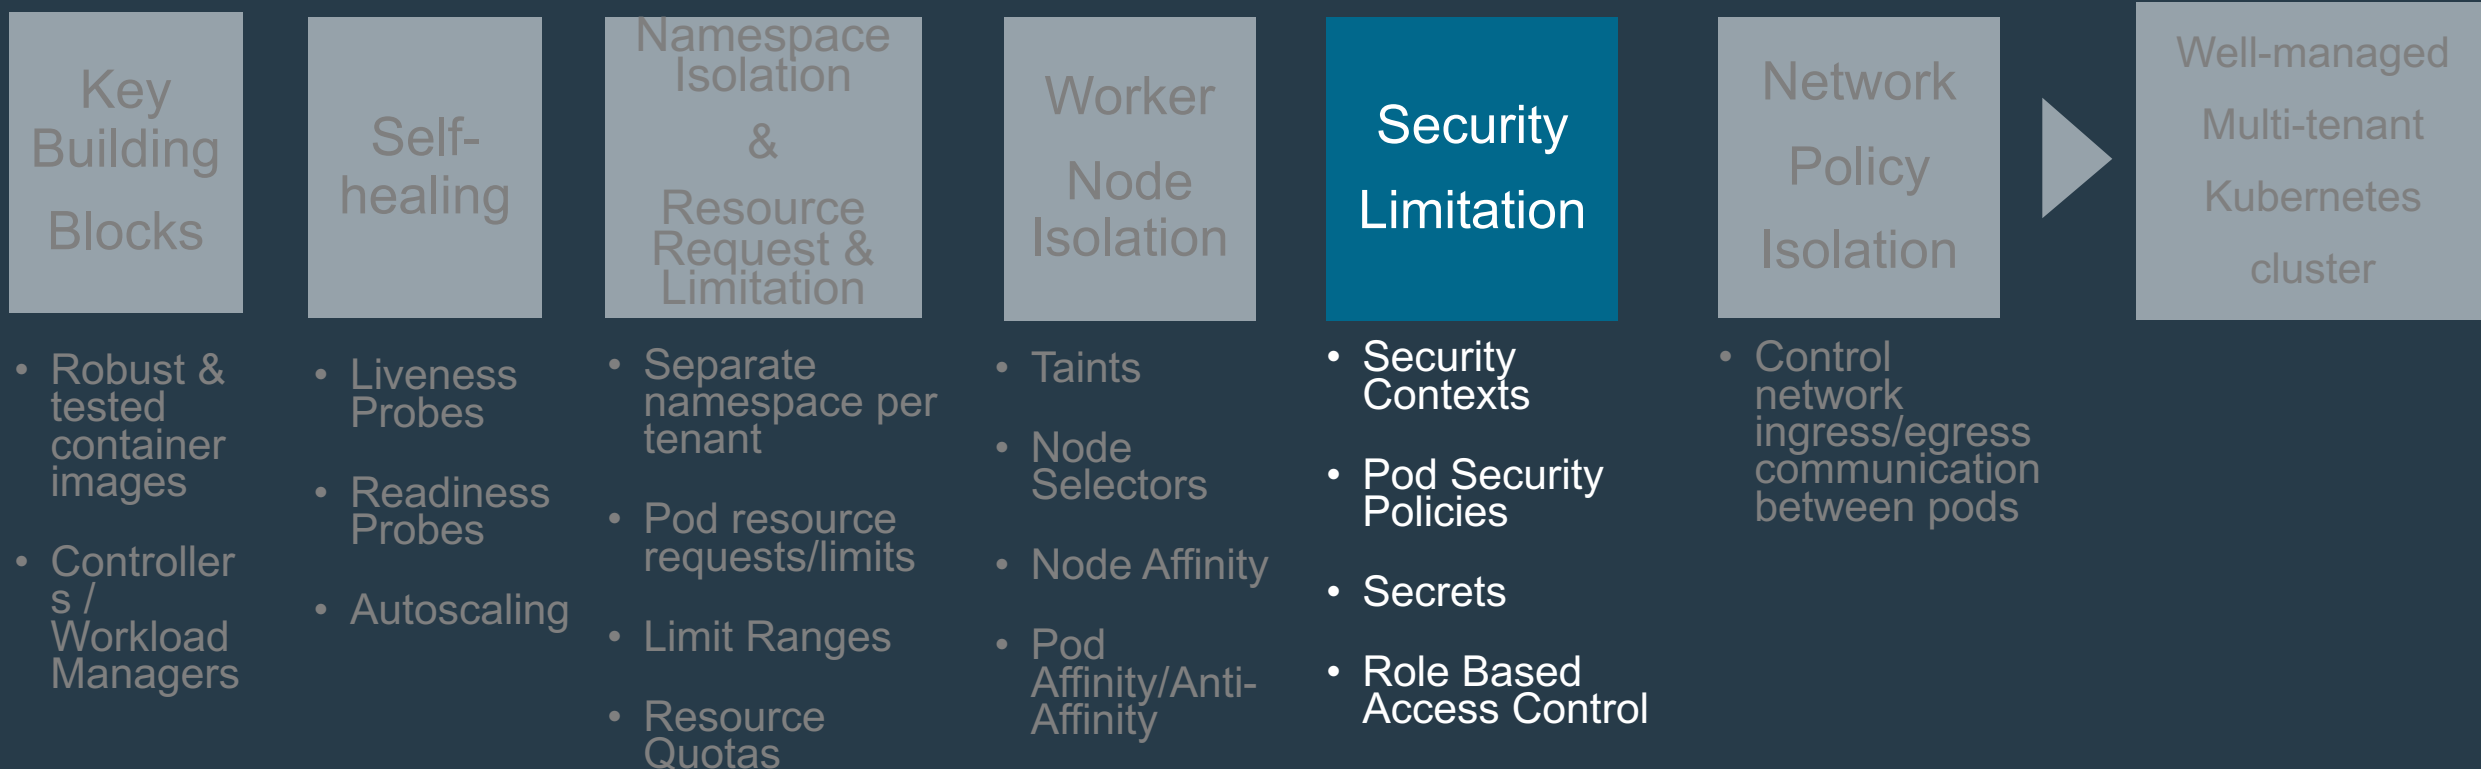 Key
Building
Blocks
• Robust &
tested
container
images
• Controller
s /
Workload
Managers
Self-
healing
• Liveness
Probes
• Readiness
Probes
• Autoscaling
Namespace
Isolation
&
Resource
Request &
Limitation
• Separate
namespace per
tenant
• Pod resource
requests/limits
• Limit Ranges
• Resource
Quotas
Worker
Node
Isolation
• Taints
• Node
Selectors
• Node Affinity
• Pod
Affinity/Anti-
Affinity
Security
Limitation
• Security
Contexts
• Pod Security
Policies
• Secrets
• Role Based
Access Control
Network
Policy
Isolation
• Control
network
ingress/egress
communication
between pods
Well-managed
Multi-tenant
Kubernetes
cluster